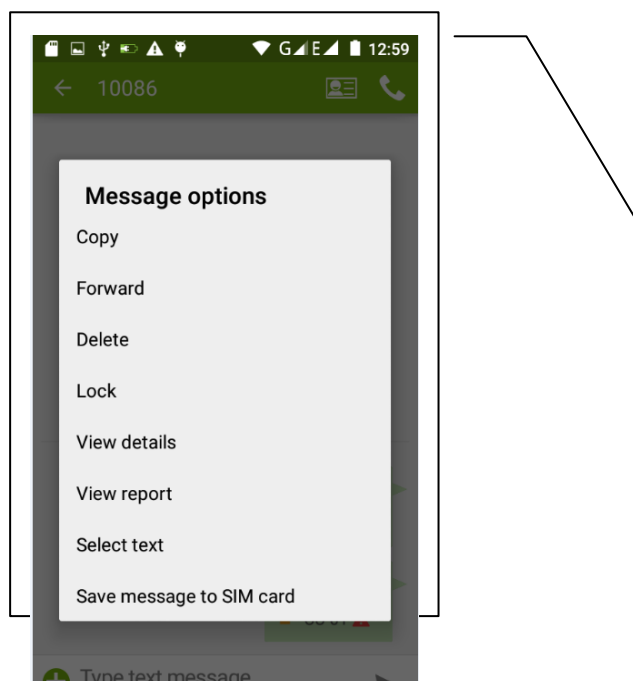 G E 12:59
10086
Message options
Copy
Forward
Delete
Lock
View details
View report
Select text
Save message to SIM card
Type text message